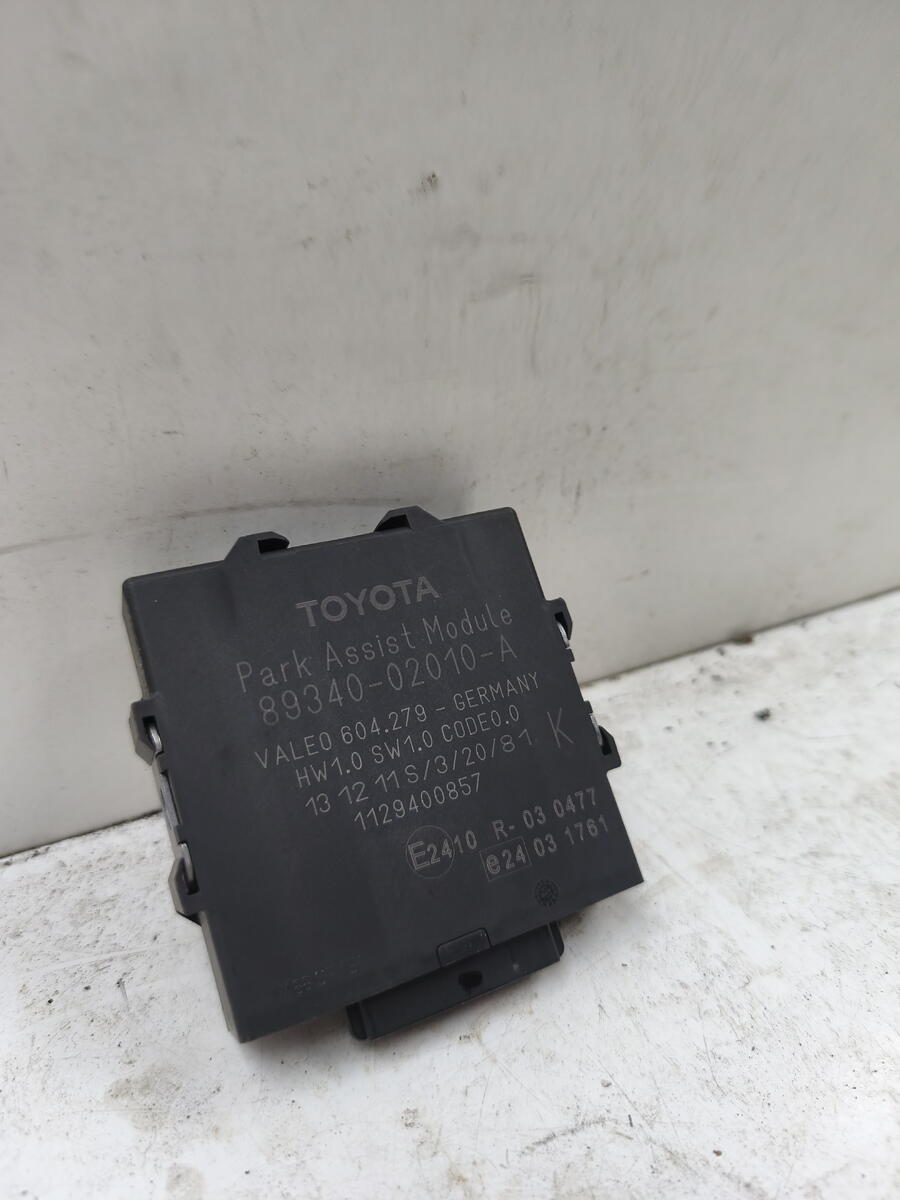 TOYOTA
Park Assist Module
89340-02010-A
VALEO 604.279 - GERMANY
HW1.0 SW1.0 CODE0.0
13 12 11 S/3/20/81 K
1129400857
E24 10 R- 03 0477
e24 03 1761